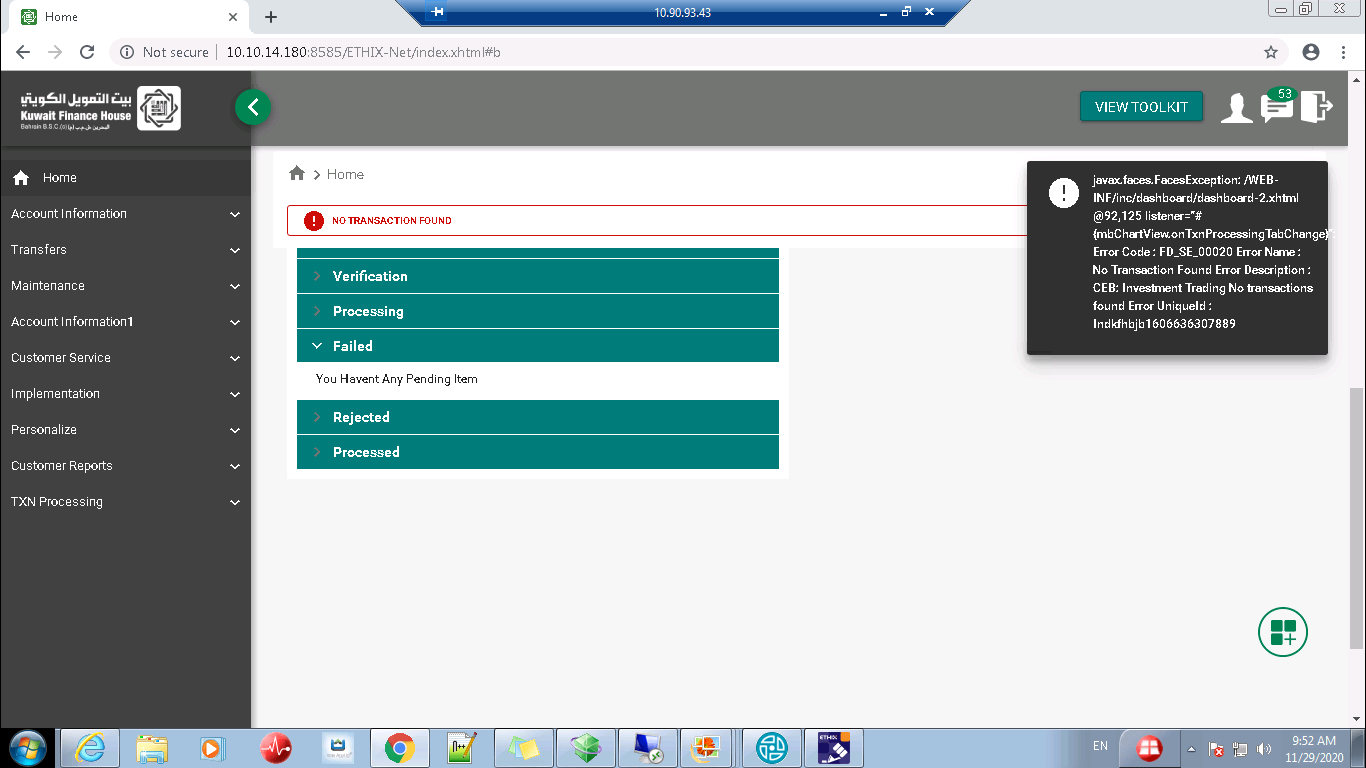 Home
10.90.93.43
Not secure
10.10.14.180:8585/ETHIX-Net/index.xhtml#b
بيت التمويل الكويتي
Kuwait Finance House
VIEW TOOLKIT
53
Home
Account Information
Transfers
Maintenance
Account Information1
Customer Service
Implementation
Personalize
Customer Reports
TXN Processing
Home
NO TRANSACTION FOUND
Verification
Processing
Failed
You Havent Any Pending Item
Rejected
Processed
javax.faces.FacesException: /WEB-
INF/inc/dashboard/dashboard-2.xhtml
@92,125 listener="#
{mbChartView.onTxnProcessingTabChange}":
Error Code : FD_SE_00020 Error Name :
No Transaction Found Error Description :
CEB: Investment Trading No transactions
found Error UniqueId :
Indkfhbjb1606636307889
EN
9:52 AM
11/29/2020
ETHIX